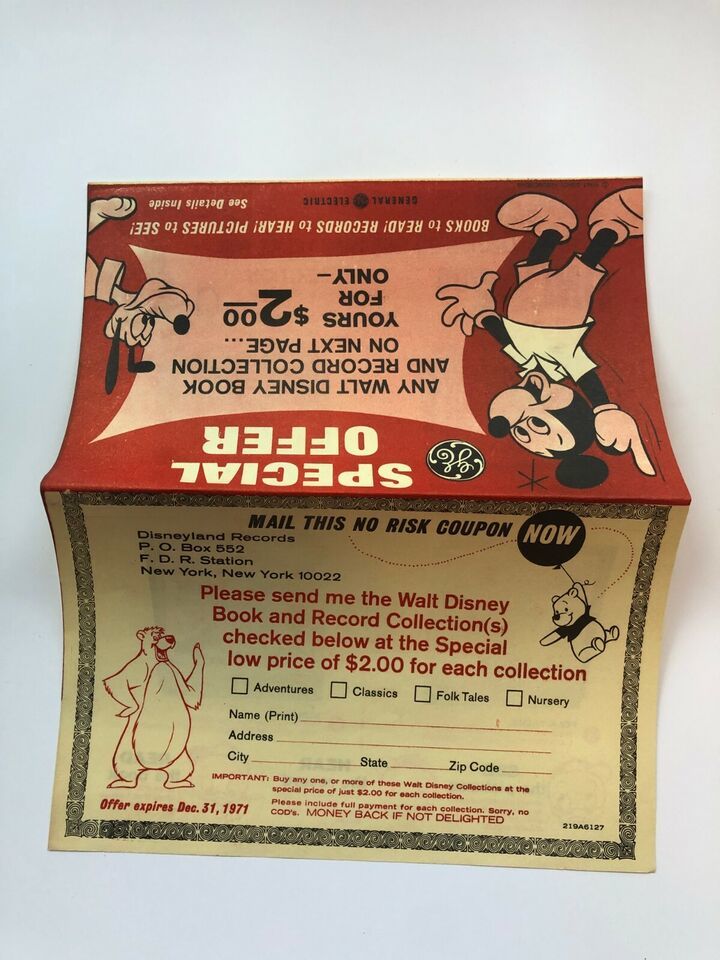 SPECIAL
OFFER
GE
ANY WALT DISNEY BOOK
AND RECORD COLLECTION
ON NEXT PAGE...
YOURS $2.00
FOR
ONLY—
BOOKS to READ! RECORDS to HEAR! PICTURES to SEE!
GENERAL GE ELECTRIC
See Details Inside
MAIL THIS NO RISK COUPON NOW
Disneyland Records
P. O. Box 552
F. D. R. Station
New York, New York 10022
Please send me the Walt Disney
Book and Record Collection(s)
checked below at the Special
low price of $2.00 for each collection
Adventures Classics Folk Tales Nursery
Name (Print)
Address
City State Zip Code
IMPORTANT: Buy any one, or more of these Walt Disney Collections at the
special price of just $2.00 for each collection.
Please include full payment for each collection. Sorry, no
COD's. MONEY BACK IF NOT DELIGHTED
Offer expires Dec. 31, 1971
219A6127